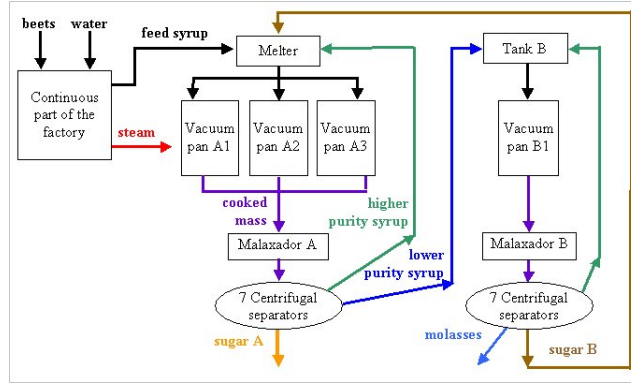 beets
water
feed syrup
Melter
Tank B
Continuous
part of the
factory
steam
Vacuum
pan A1
Vacuum
pan A2
Vacuum
pan A3
Vacuum
pan B1
cooked
mass
higher
purity syrup
Malaxador A
lower
purity syrup
Malaxador B
7 Centrifugal
separators
7 Centrifugal
separators
sugar A
molasses
sugar B